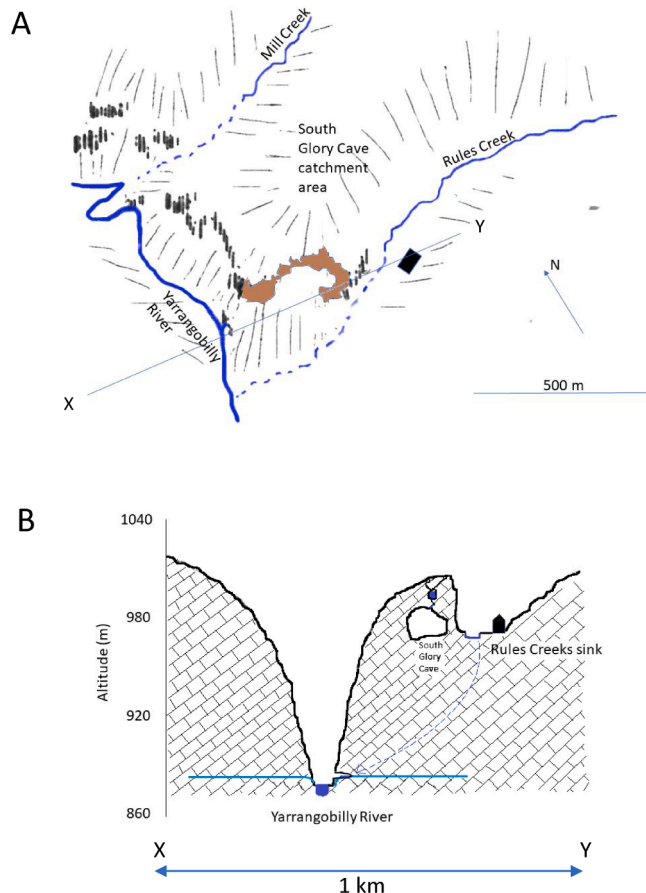 A
Mill Creek
South
Glory Cave
catchment
area
Rules Creek
Y
N
Yarrangobilly
River
X
500 m
B
1040
980
920
860
Altitude (m)
South
Glory
Cave
Rules Creeks sink
Yarrangobilly River
X
Y
1 km